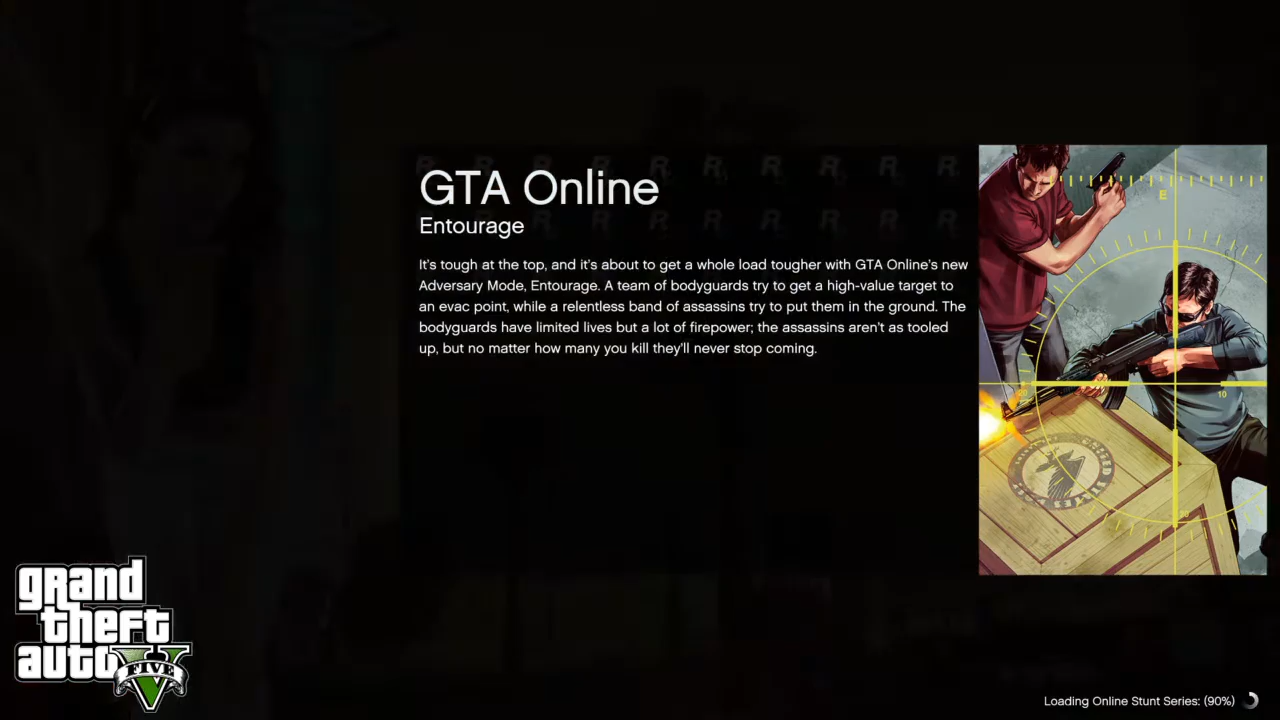 GTA Online
Entourage
It's tough at the top, and it's about to get a whole load tougher with GTA Online's new
Adversary Mode, Entourage. A team of bodyguards try to get a high-value target to
an evac point, while a relentless band of assassins try to put them in the ground. The
bodyguards have limited lives but a lot of firepower; the assassins aren't as tooled
up, but no matter how many you kill they'll never stop coming.
E
10
grand
theft
auto V
FIVE
Loading Online Stunt Series: (90%)